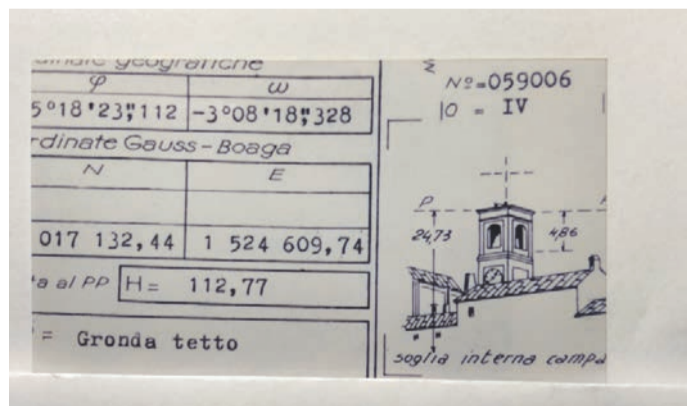 φ ω
5°18'23",112 -3°08'18",328
rdinate Gauss-Boaga
N E
017 132,44 1 524 609,74
a al PP H= 112,77
= Gronda tetto
Nº=059006
IO = IV
P
24,73 4,86
soglia interna campa